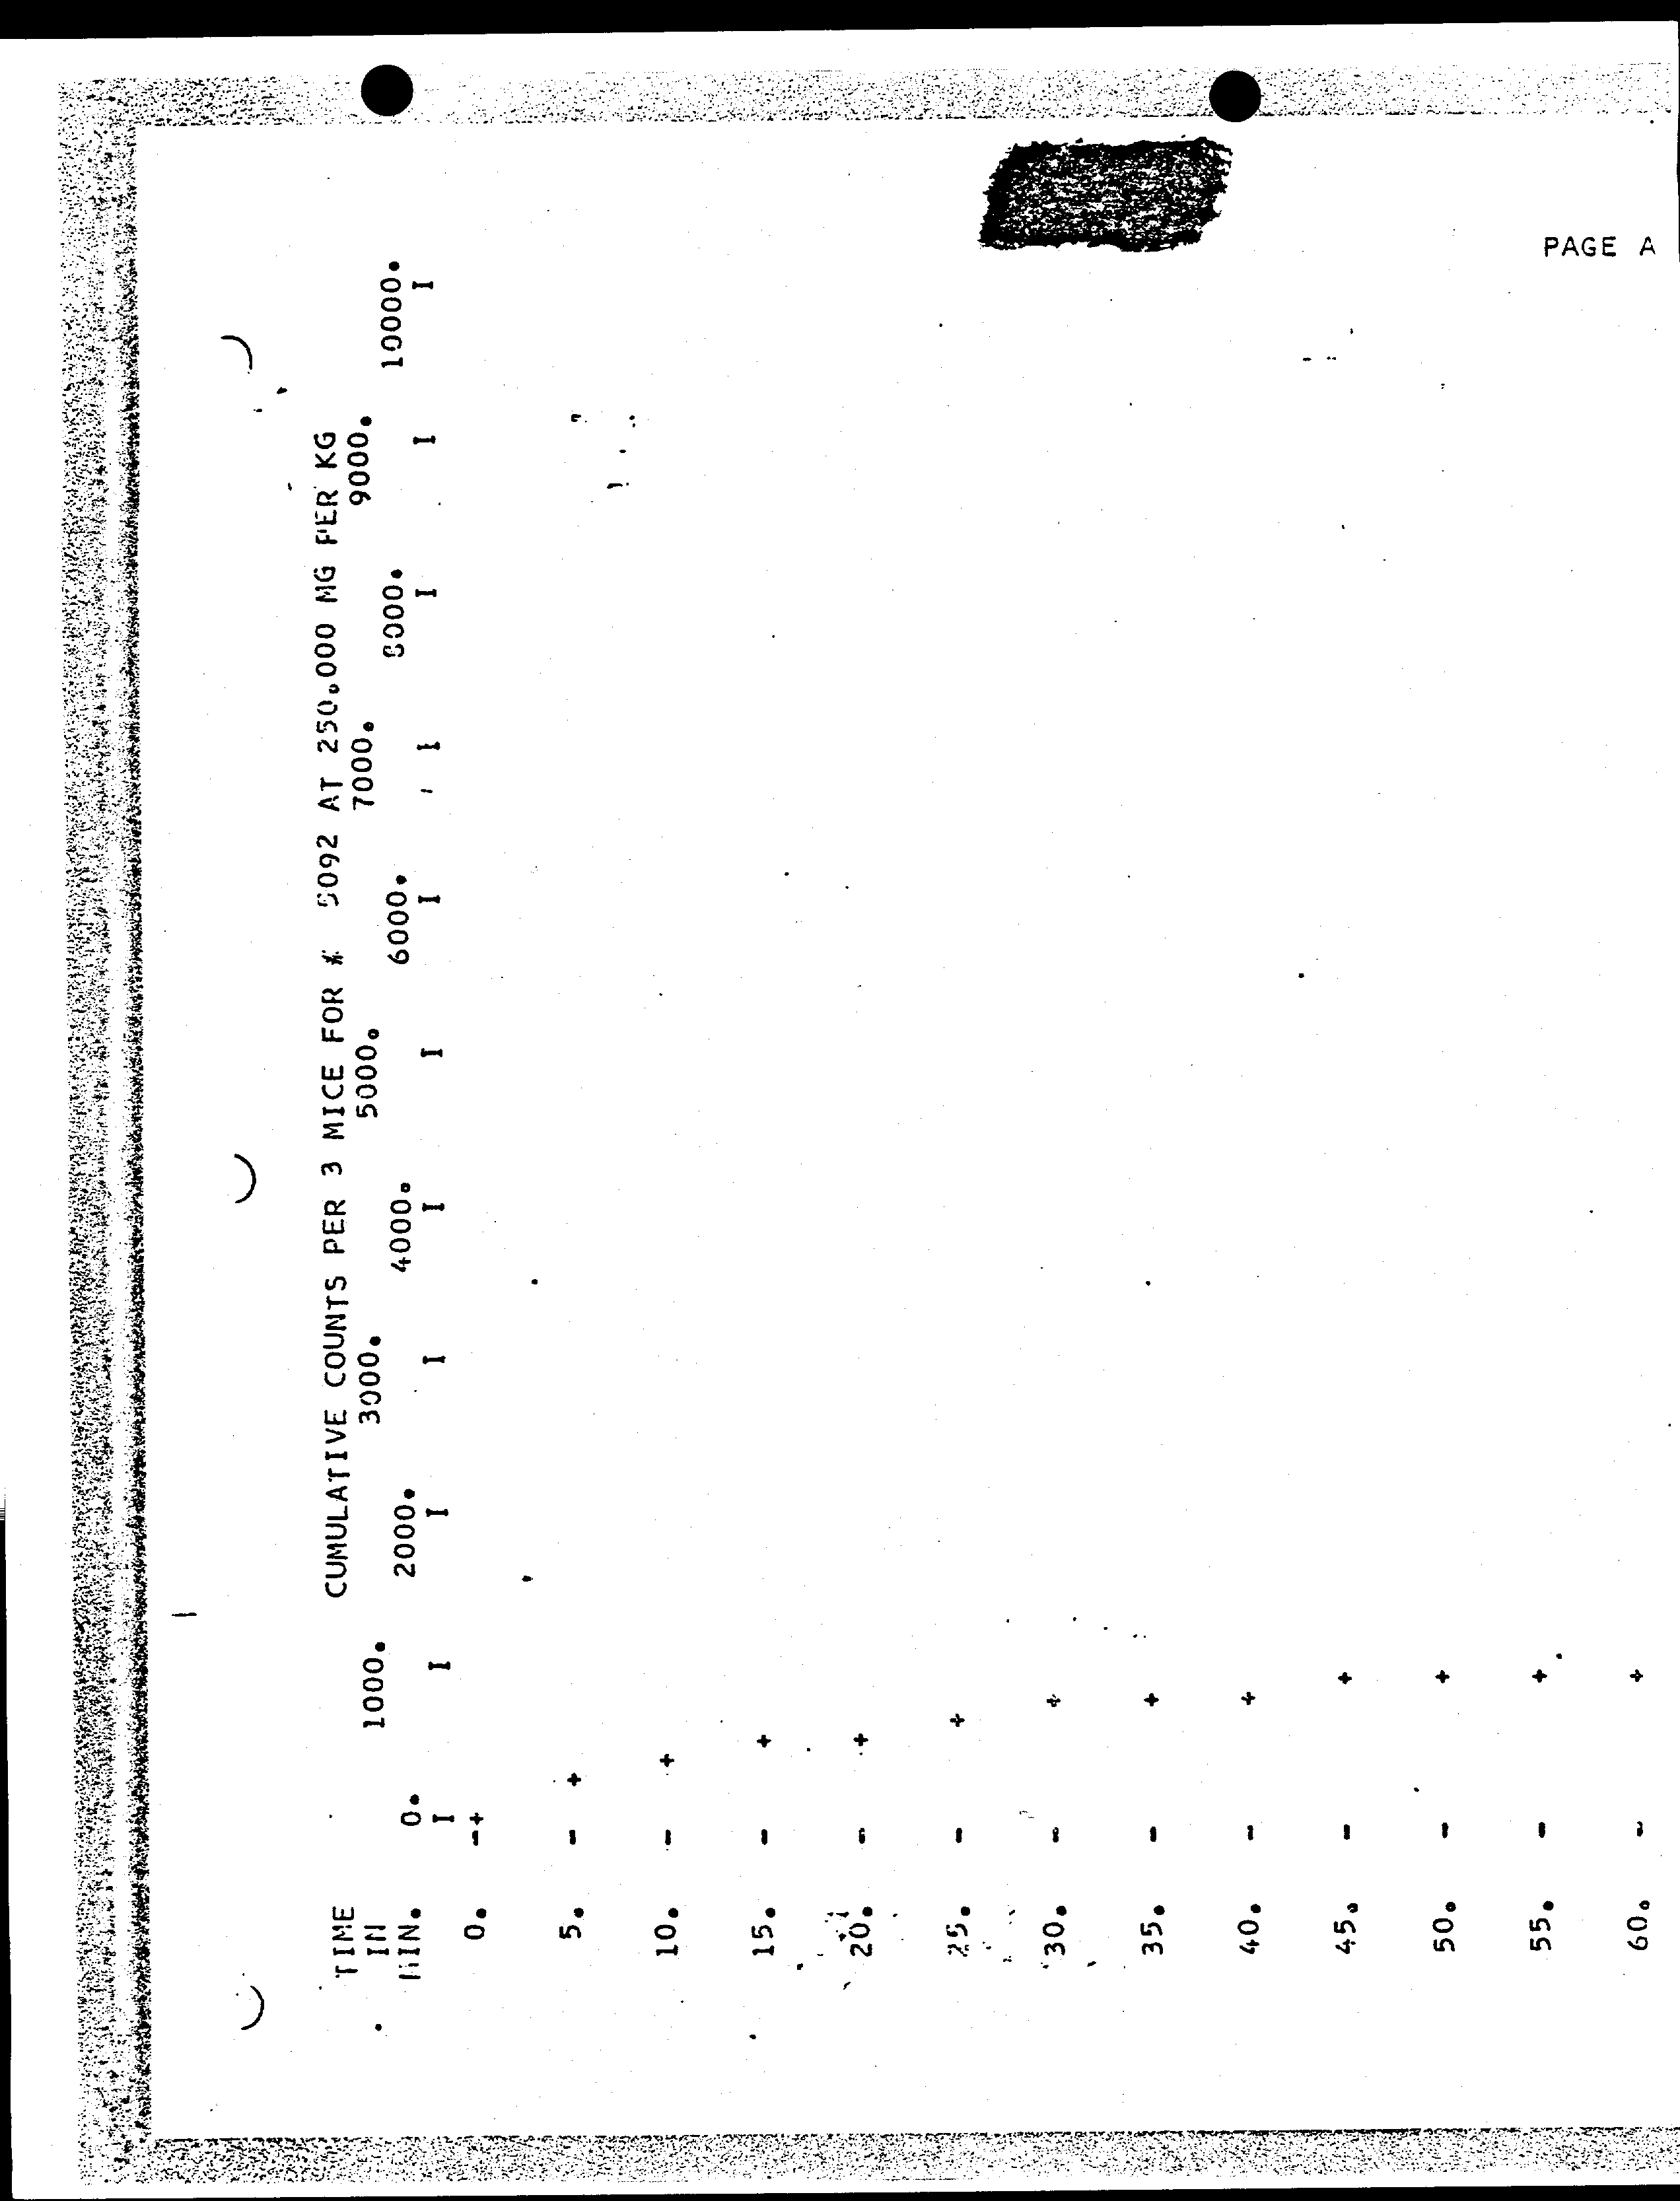 PAGE A
TIME CUMULATIVE COUNTS PER 3 MICE FOR * 5092 AT 250.000 MG PER KG
IN 1000. 3000. 5000. 7000. 9000.
MIN. 0. 2000. 4000. 6000. 8000. 10000.
I I I I I I I I I I I
0. -+
5. - +
10. - +
15. - +
20. - +
25. - +
30. - +
35. - +
40. - +
45. - +
50. - +
55. - +
60. - +